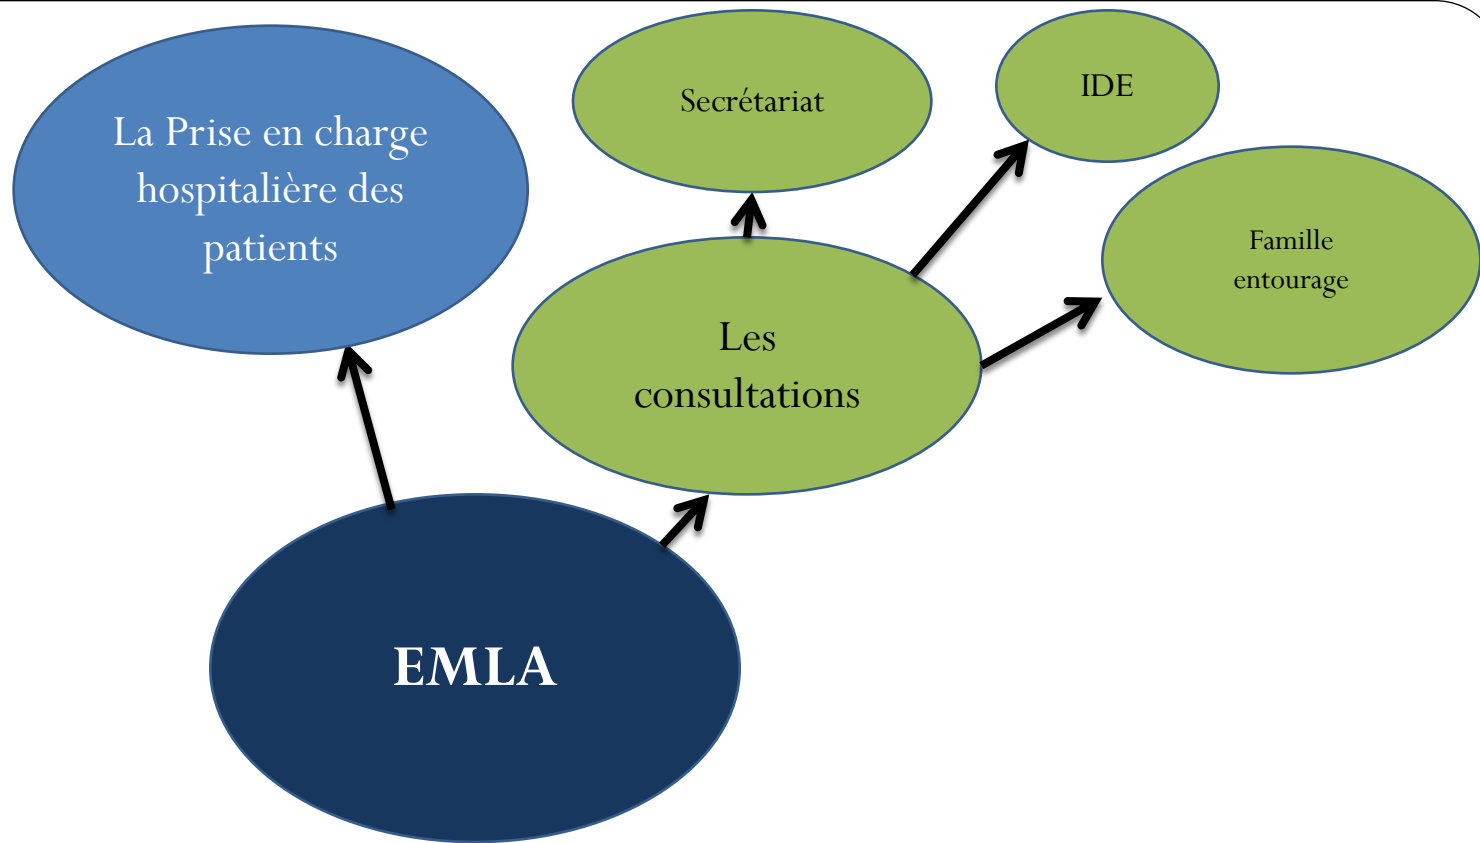 La Prise en charge
hospitalière des
patients
Secrétariat
IDE
Famille
entourage
Les
consultations
EMLA